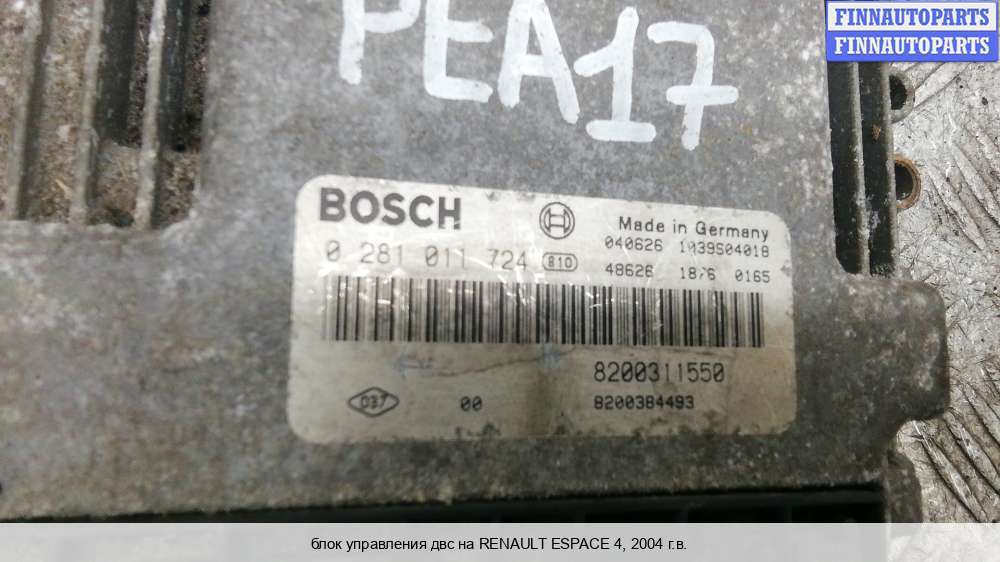 FINNAUTOPARTS
FINNAUTOPARTS
PEA17
BOSCH
Made in Germany
0 281 011 724 810
040626 1039S04018
48626 1876 0165
8200311550
037 00 8200384493
блок управления двс на RENAULT ESPACE 4, 2004 г.в.